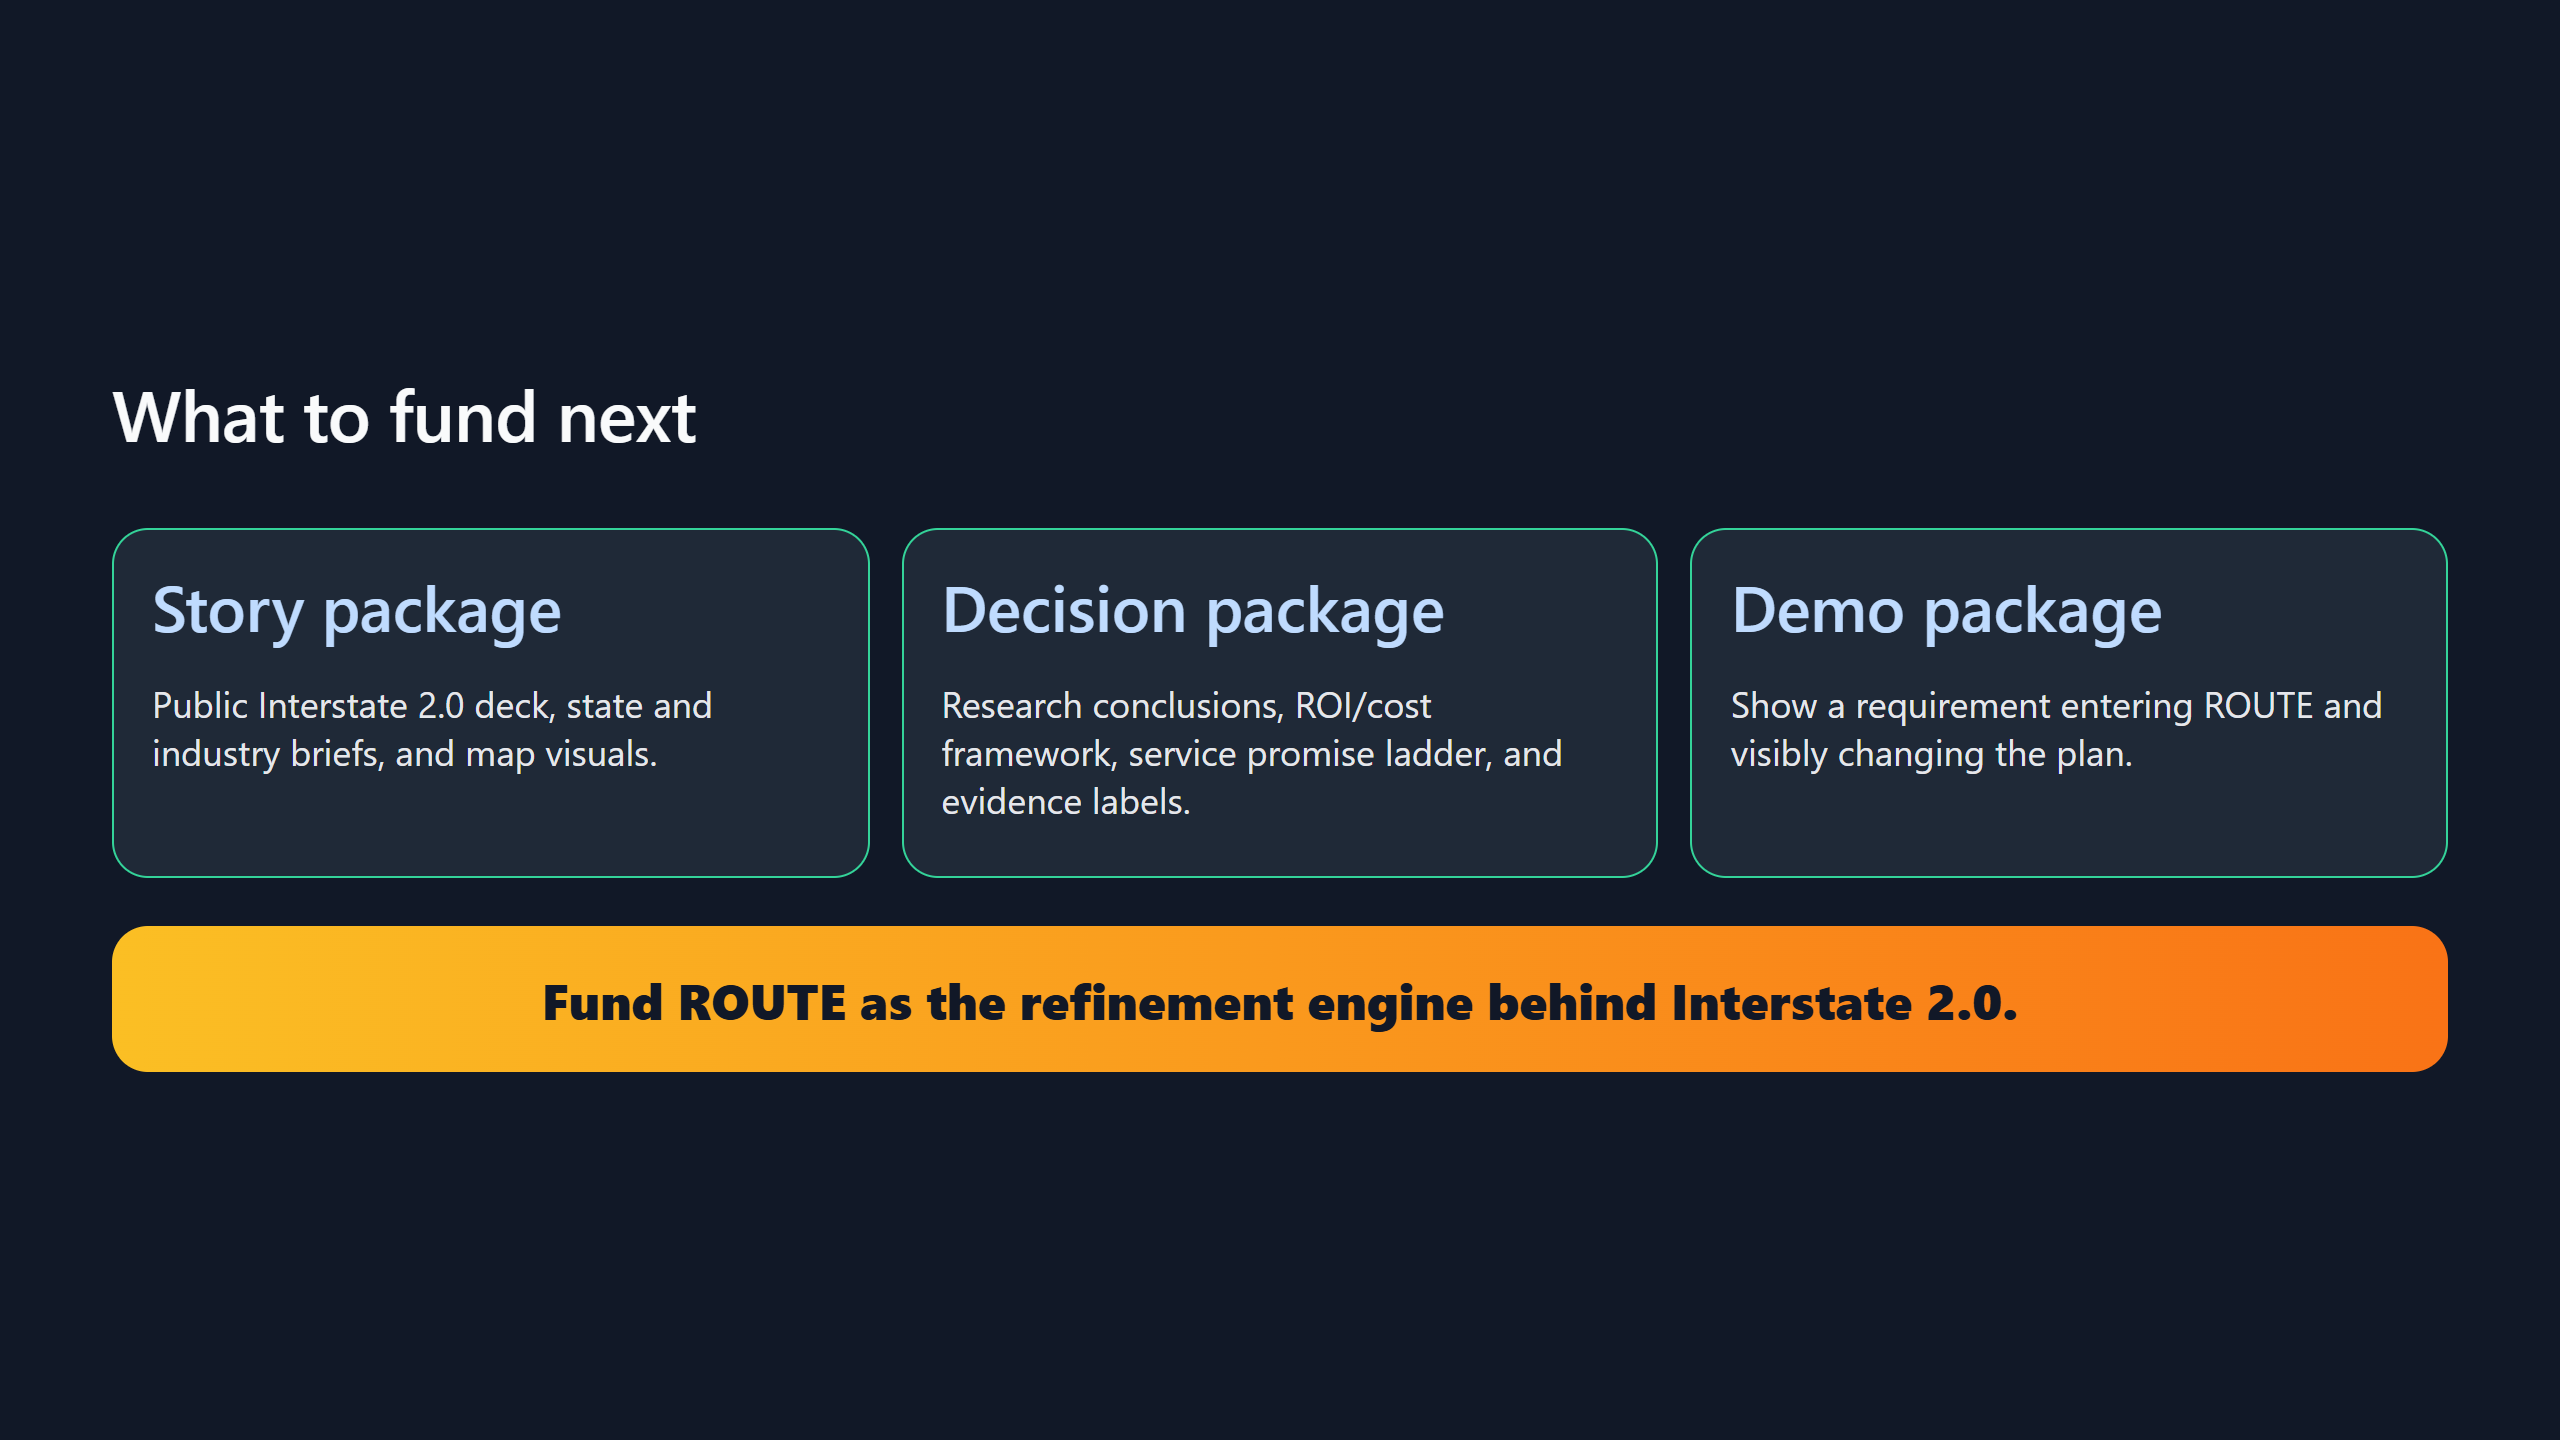 What to fund next
Story package
Public Interstate 2.0 deck, state and
industry briefs, and map visuals.
Decision package
Research conclusions, ROI/cost
framework, service promise ladder, and
evidence labels.
Demo package
Show a requirement entering ROUTE and
visibly changing the plan.
Fund ROUTE as the refinement engine behind Interstate 2.0.